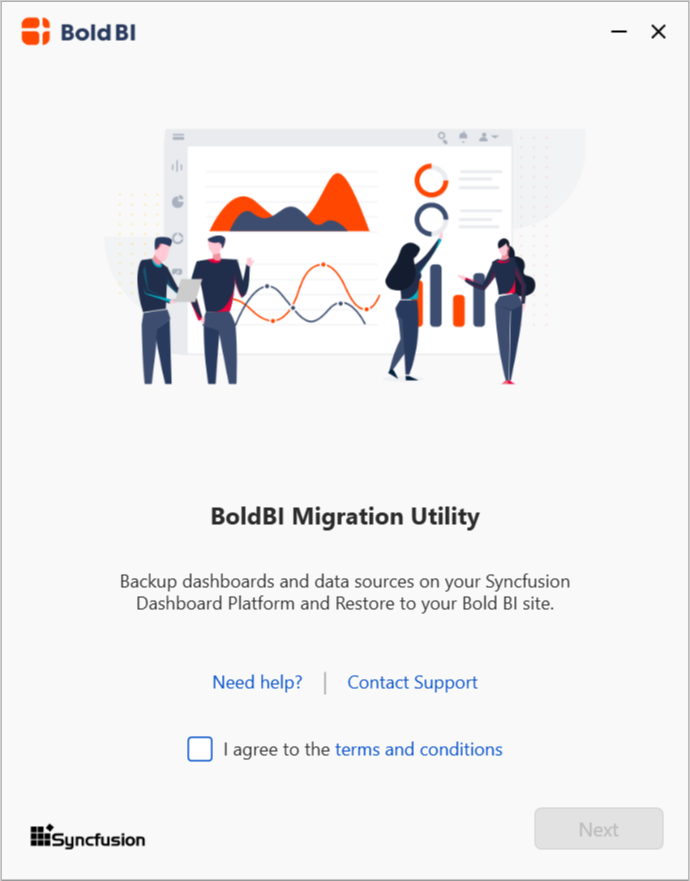 Bold BI
BoldBI Migration Utility
Backup dashboards and data sources on your Syncfusion
Dashboard Platform and Restore to your Bold BI site.
Need help? | Contact Support
I agree to the terms and conditions
Syncfusion
Next